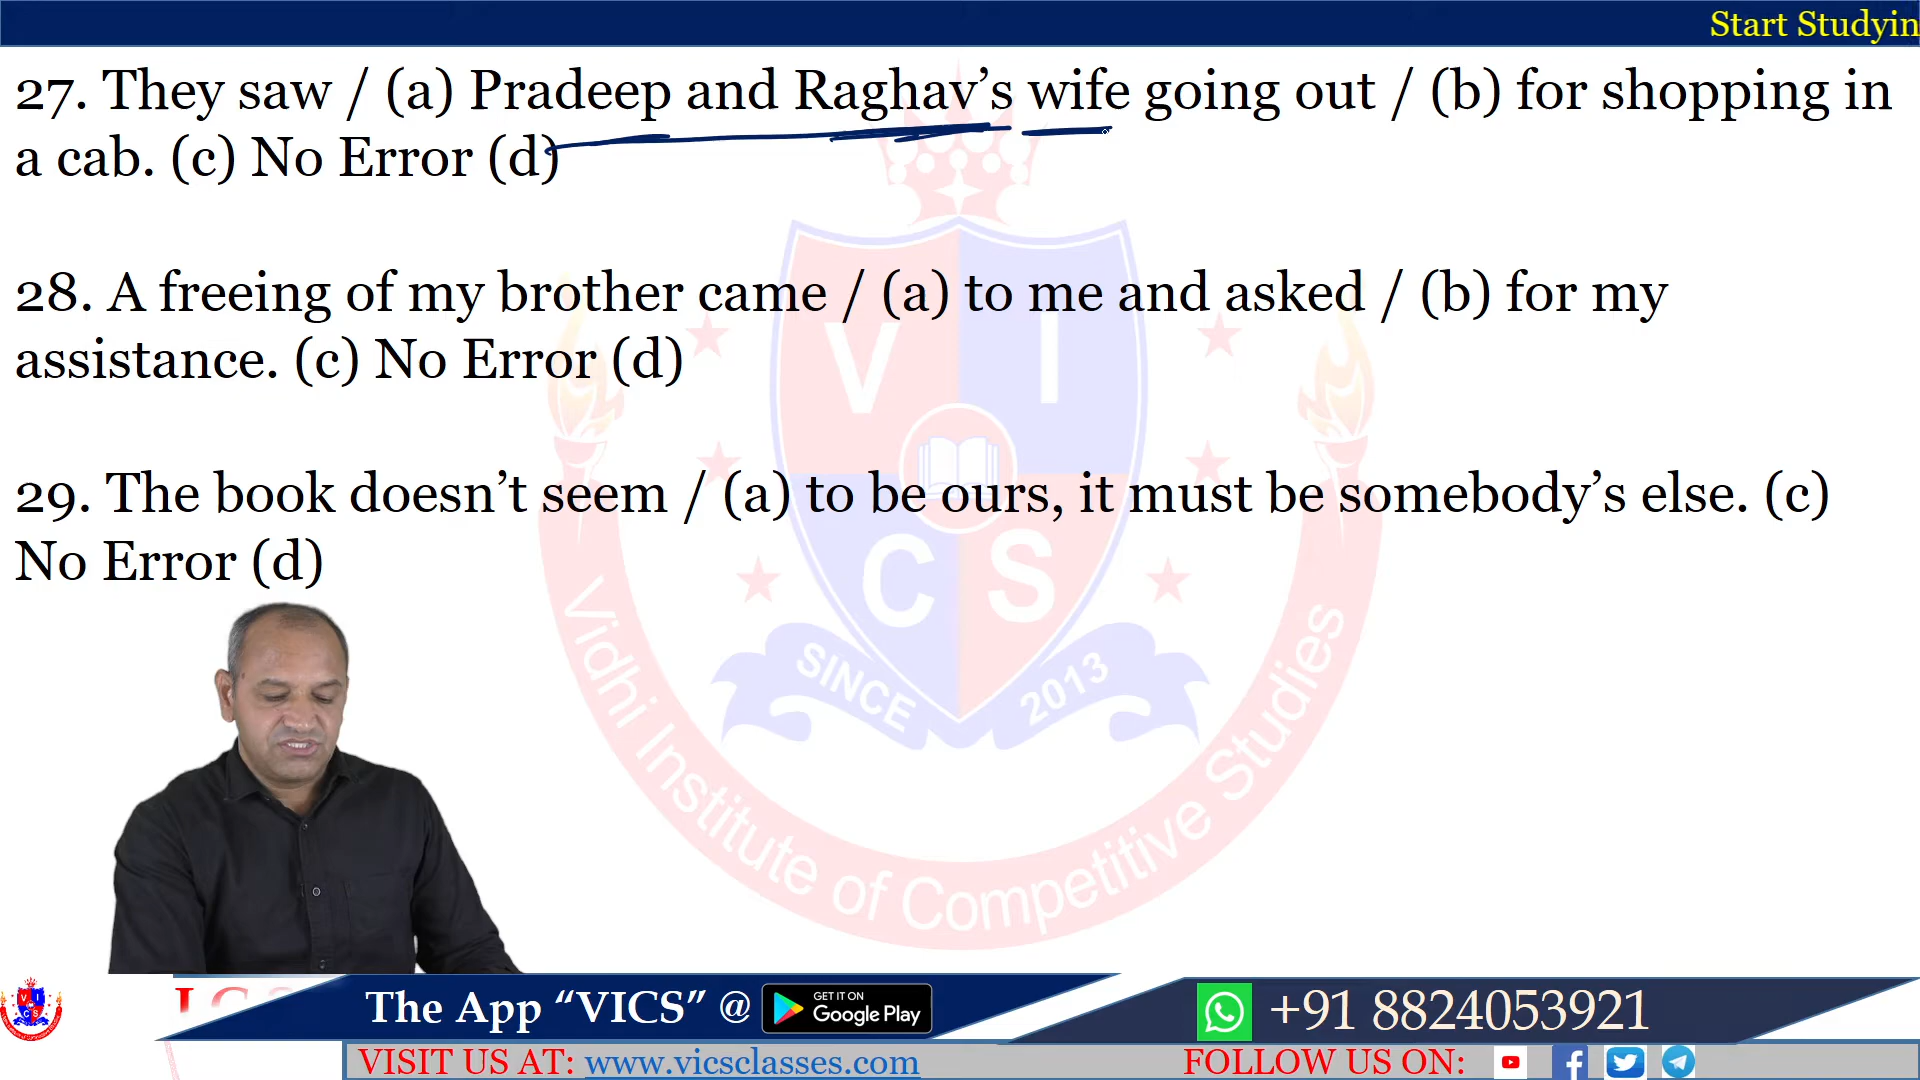 Start Studyin
27. They saw / (a) Pradeep and Raghav’s wife going out / (b) for shopping in
a cab. (c) No Error (d)
28. A freeing of my brother came / (a) to me and asked / (b) for my
assistance. (c) No Error (d)
29. The book doesn’t seem / (a) to be ours, it must be somebody’s else. (c)
No Error (d)
V I
C S
SINCE 2013
Vidhi Institute of Competitive Studies
The App “VICS” @ GET IT ON Google Play
+91 8824053921
VISIT US AT: www.vicsclasses.com
FOLLOW US ON: